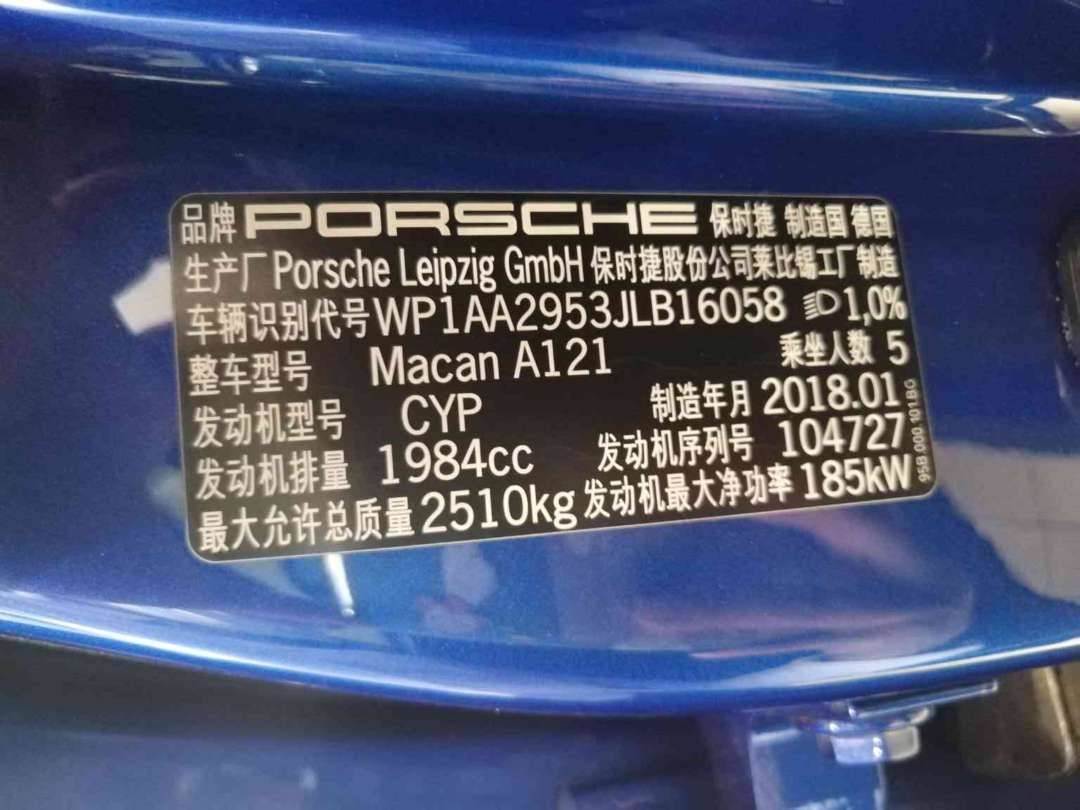 品牌 PORSCHE 保时捷 制造国 德国
生产厂 Porsche Leipzig GmbH 保时捷股份公司莱比锡工厂制造
车辆识别代号 WP1AA2953JLB16058 1,0%
整车型号 Macan A121 乘坐人数 5
发动机型号 CYP 制造年月 2018.01
发动机排量 1984cc 发动机序列号 104727
最大允许总质量 2510kg 发动机最大净功率 185kW
95B.000.101.BG